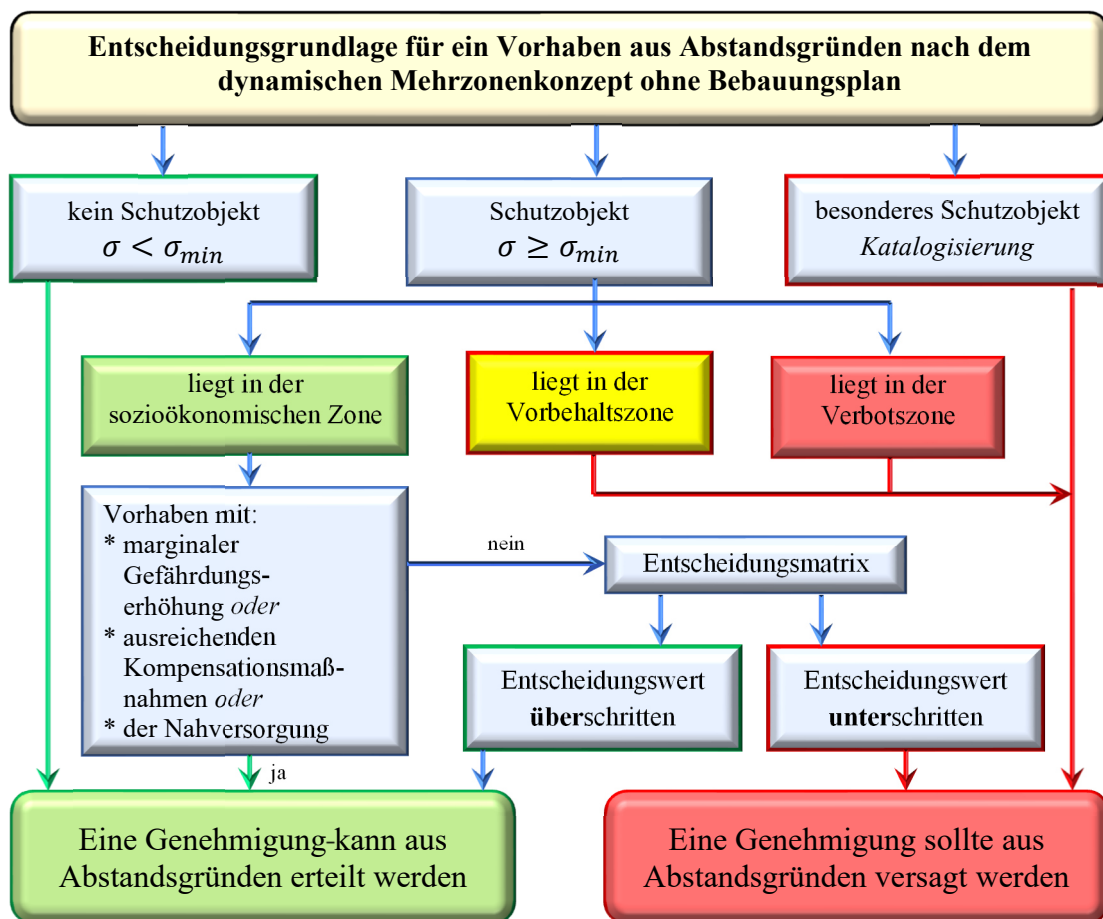 Entscheidungsgrundlage für ein Vorhaben aus Abstandsgründen nach dem
dynamischen Mehrzonenkonzept ohne Bebauungsplan
kein Schutzobjekt
σ < σ_min
Schutzobjekt
σ ≥ σ_min
besonderes Schutzobjekt
Katalogisierung
liegt in der
sozioökonomischen Zone
liegt in der
Vorbehaltszone
liegt in der
Verbotszone
Vorhaben mit:
* marginaler
Gefährdungs-
erhöhung oder
* ausreichenden
Kompensationsmaß-
nahmen oder
* der Nahversorgung
nein
Entscheidungsmatrix
Entscheidungswert
überschritten
Entscheidungswert
unterschritten
ja
Eine Genehmigung-kann aus
Abstandsgründen erteilt werden
Eine Genehmigung sollte aus
Abstandsgründen versagt werden